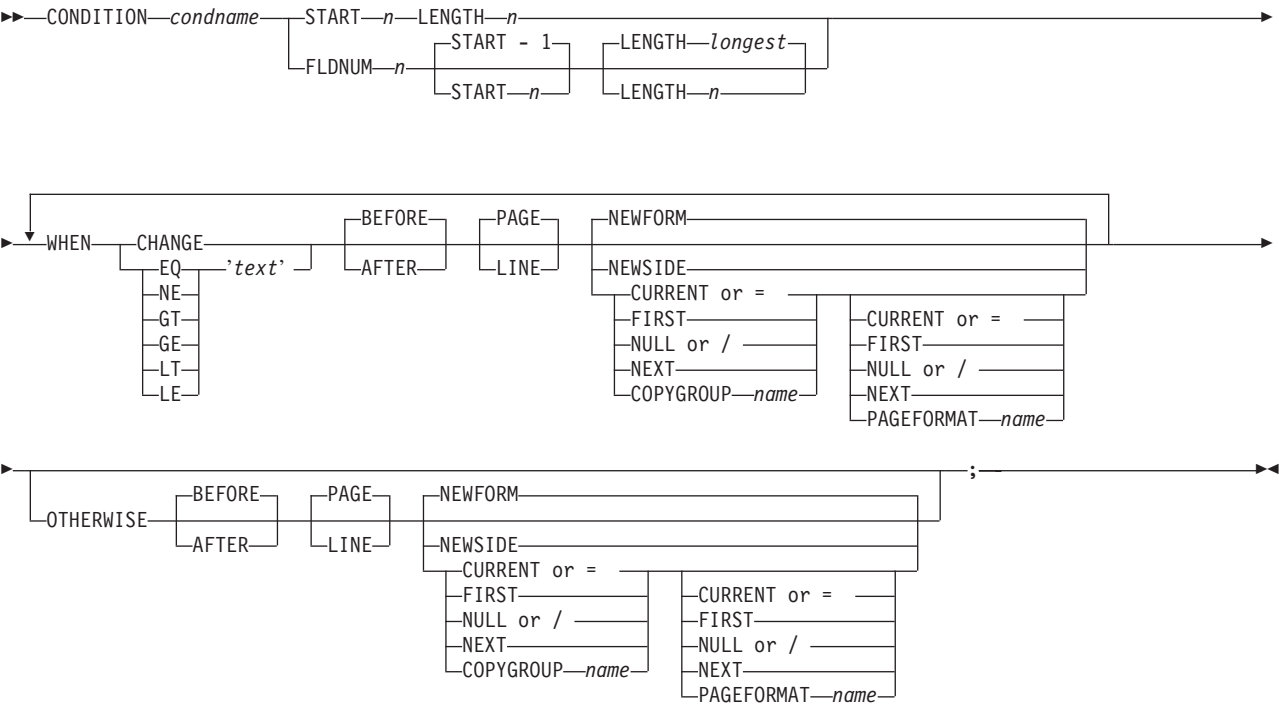 CONDITION condname START n LENGTH n
START - 1 LENGTH longest
FLDNUM n
START n LENGTH n
BEFORE PAGE NEWFORM
WHEN CHANGE
EQ 'text' AFTER LINE NEWSIDE
NE CURRENT or =
GT FIRST CURRENT or =
GE NULL or / FIRST
LT NEXT NULL or /
LE COPYGROUP name NEXT
PAGEFORMAT name
;
BEFORE PAGE NEWFORM
OTHERWISE
AFTER LINE NEWSIDE
CURRENT or =
FIRST CURRENT or =
NULL or / FIRST
NEXT NULL or /
COPYGROUP name NEXT
PAGEFORMAT name